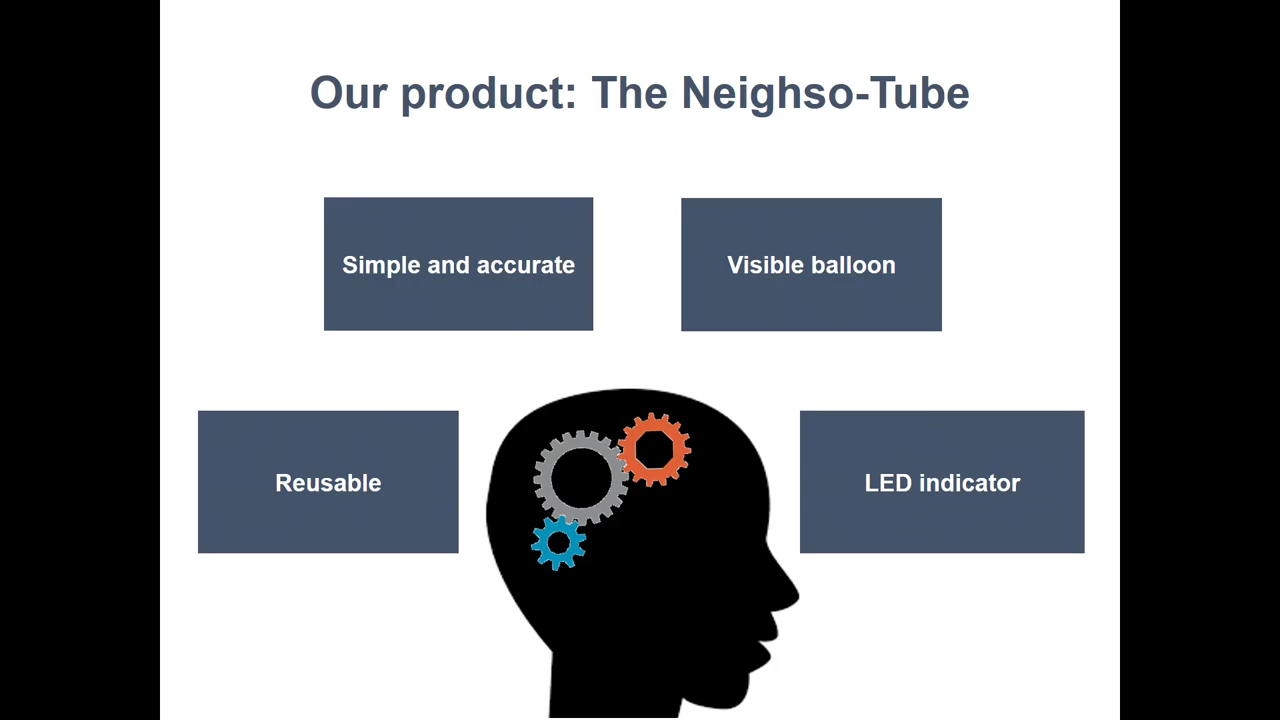 Our product: The Neighso-Tube
Simple and accurate
Visible balloon
Reusable
LED indicator